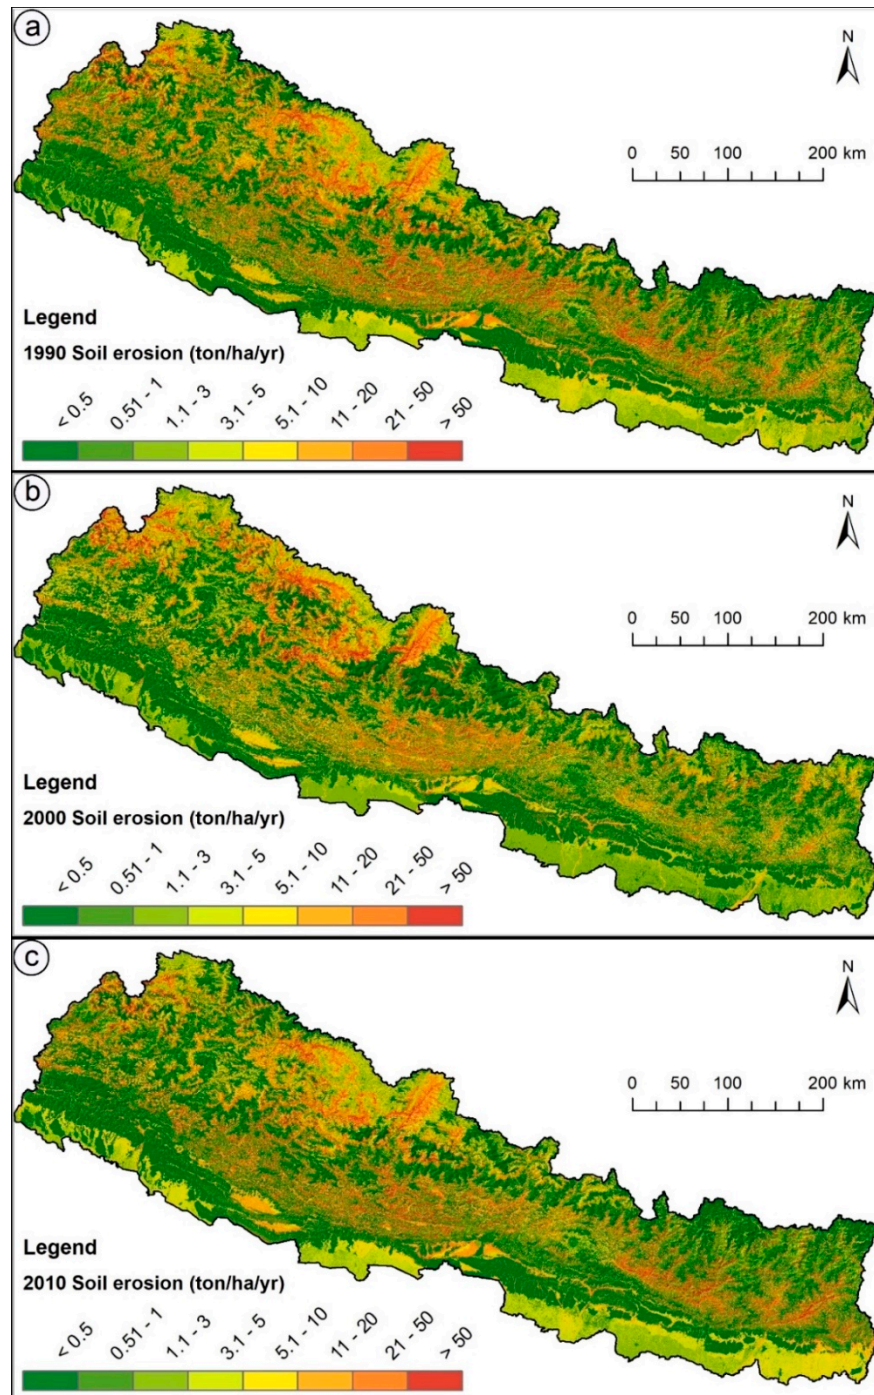 a
N
0 50 100 200 km
Legend
1990 Soil erosion (ton/ha/yr)
< 0.5 0.51 - 1 1.1 - 3 3.1 - 5 5.1 - 10 11 - 20 21 - 50 > 50
b
N
0 50 100 200 km
Legend
2000 Soil erosion (ton/ha/yr)
< 0.5 0.51 - 1 1.1 - 3 3.1 - 5 5.1 - 10 11 - 20 21 - 50 > 50
c
N
0 50 100 200 km
Legend
2010 Soil erosion (ton/ha/yr)
< 0.5 0.51 - 1 1.1 - 3 3.1 - 5 5.1 - 10 11 - 20 21 - 50 > 50